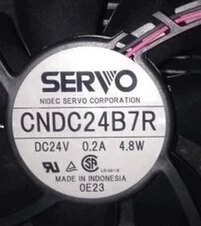 SERVO
NIDEC SERVO CORPORATION
CNDC24B7R
DC24V 0.2A 4.8W
MADE IN INDONESIA
0E23